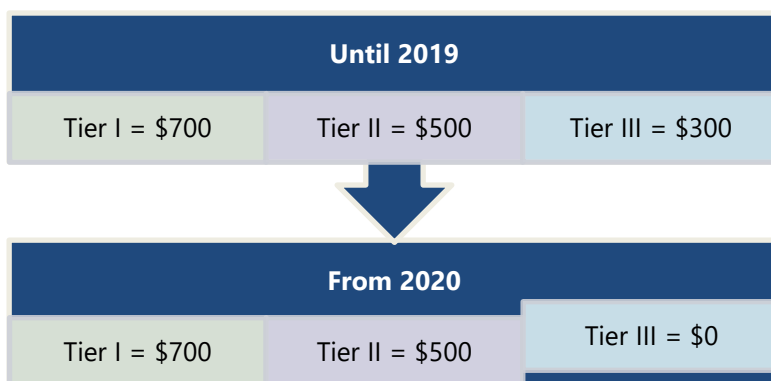 Until 2019
Tier I = $700
Tier II = $500
Tier III = $300
From 2020
Tier I = $700
Tier II = $500
Tier III = $0